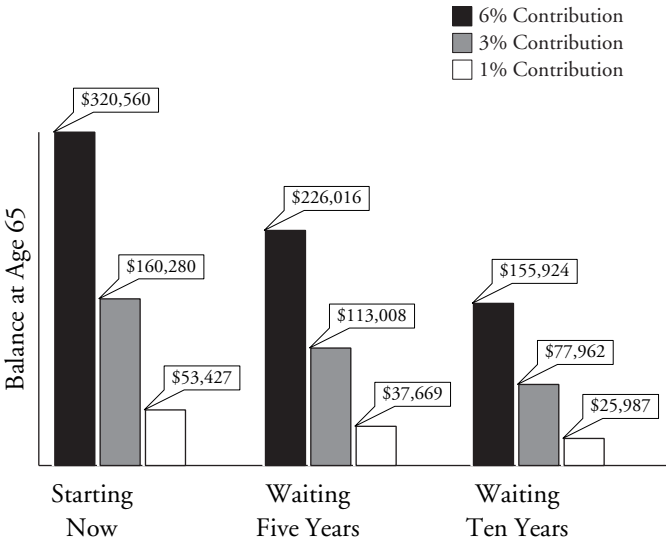 6% Contribution
3% Contribution
1% Contribution
$320,560
$160,280
$53,427
$226,016
$113,008
$37,669
$155,924
$77,962
$25,987
Balance at Age 65
Starting
Now
Waiting
Five Years
Waiting
Ten Years